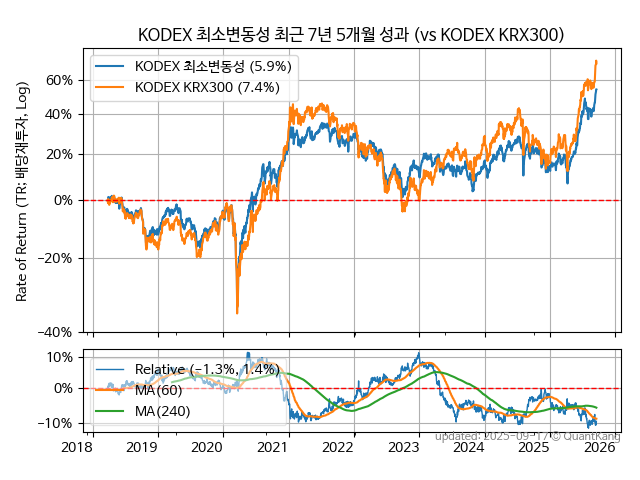 KODEX 최소변동성 최근 7년 5개월 성과 (vs KODEX KRX300)
KODEX 최소변동성 (5.9%)
KODEX KRX300 (7.4%)
Rate of Return (TR: 배당재투자, Log)
60%
40%
20%
0%
−20%
−40%
Relative (−1.3%, 1.4%)
MA(60)
MA(240)
10%
0%
−10%
2018
2019
2020
2021
2022
2023
2024
2025
2026
updated: 2025-09-17 © QuantKang